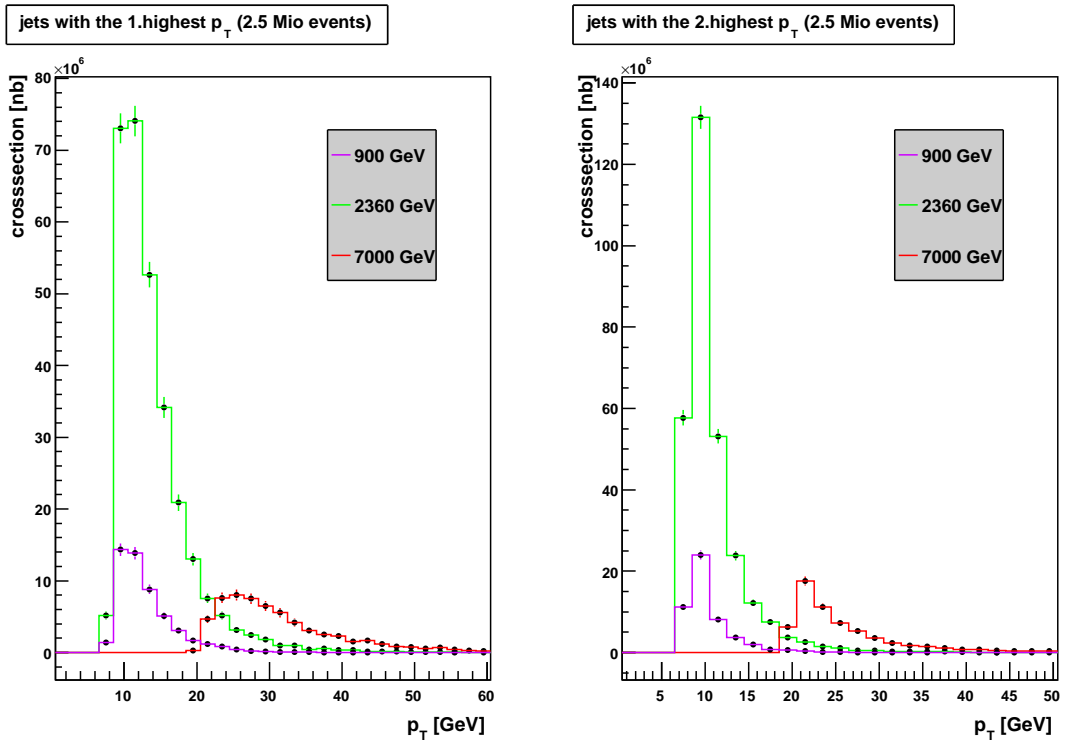 jets with the 1.highest p_T (2.5 Mio events)
×10^6
crosssection [nb]
80
70
60
50
40
30
20
10
0
900 GeV
2360 GeV
7000 GeV
10 20 30 40 50 60
p_T [GeV]
jets with the 2.highest p_T (2.5 Mio events)
×10^6
crosssection [nb]
140
120
100
80
60
40
20
0
900 GeV
2360 GeV
7000 GeV
5 10 15 20 25 30 35 40 45 50
p_T [GeV]